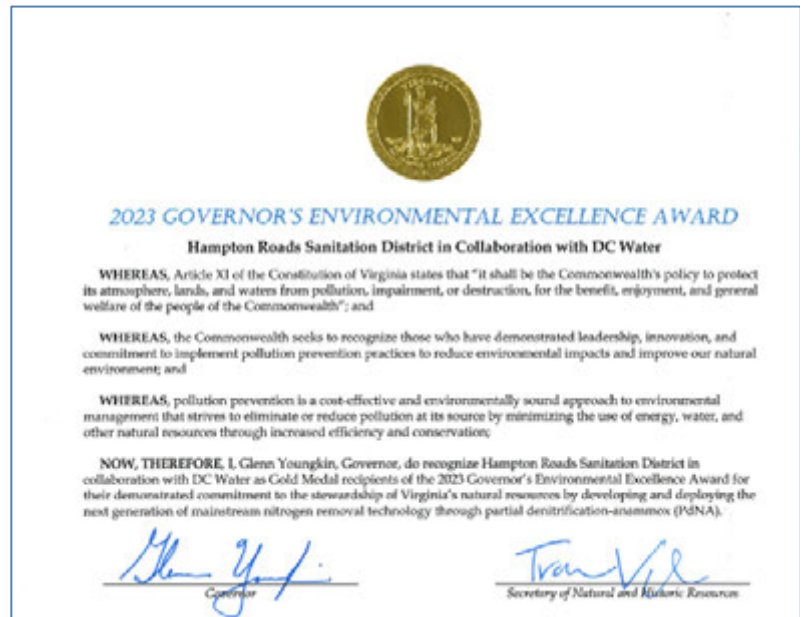 VIRGINIA
2023 GOVERNOR'S ENVIRONMENTAL EXCELLENCE AWARD
Hampton Roads Sanitation District in Collaboration with DC Water
WHEREAS, Article XI of the Constitution of Virginia states that "it shall be the Commonwealth's policy to protect
its atmosphere, lands, and waters from pollution, impairment, or destruction, for the benefit, enjoyment, and general
welfare of the people of the Commonwealth"; and
WHEREAS, the Commonwealth seeks to recognize those who have demonstrated leadership, innovation, and
commitment to implement pollution prevention practices to reduce environmental impacts and improve our natural
environment; and
WHEREAS, pollution prevention is a cost-effective and environmentally sound approach to environmental
management that strives to eliminate or reduce pollution at its source by minimizing the use of energy, water, and
other natural resources through increased efficiency and conservation;
NOW, THEREFORE, I, Glenn Youngkin, Governor, do recognize Hampton Roads Sanitation District in
collaboration with DC Water as Gold Medal recipients of the 2023 Governor's Environmental Excellence Award for
their demonstrated commitment to the stewardship of Virginia's natural resources by developing and deploying the
next generation of mainstream nitrogen removal technology through partial denitrification-anammox (PdNA).
Governor
Secretary of Natural and Historic Resources